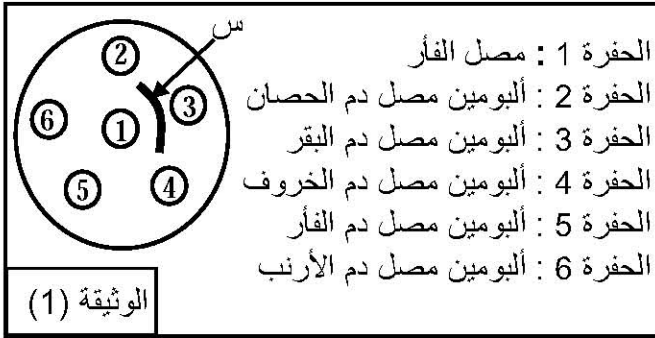 س
2
3
6
1
5
4
الحفرة 1 : مصل الفأر
الحفرة 2 : ألبومين مصل دم الحصان
الحفرة 3 : ألبومين مصل دم البقر
الحفرة 4 : ألبومين مصل دم الخروف
الحفرة 5 : ألبومين مصل دم الفأر
الحفرة 6 : ألبومين مصل دم الأرنب
الوثيقة (1)